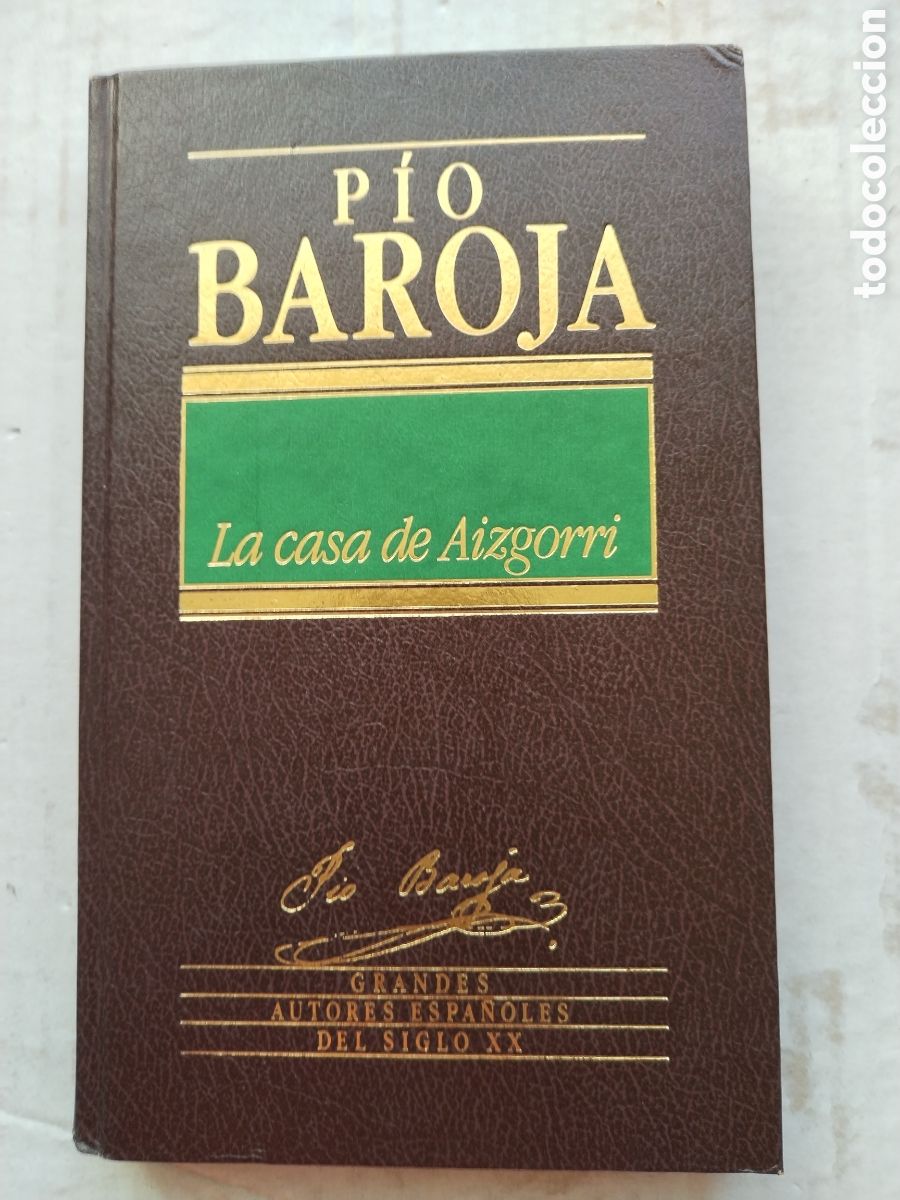 PÍO
BAROJA
La casa de Aizgorri
Pío Baroja
GRANDES
AUTORES ESPAÑOLES
DEL SIGLO XX
todocoleccion